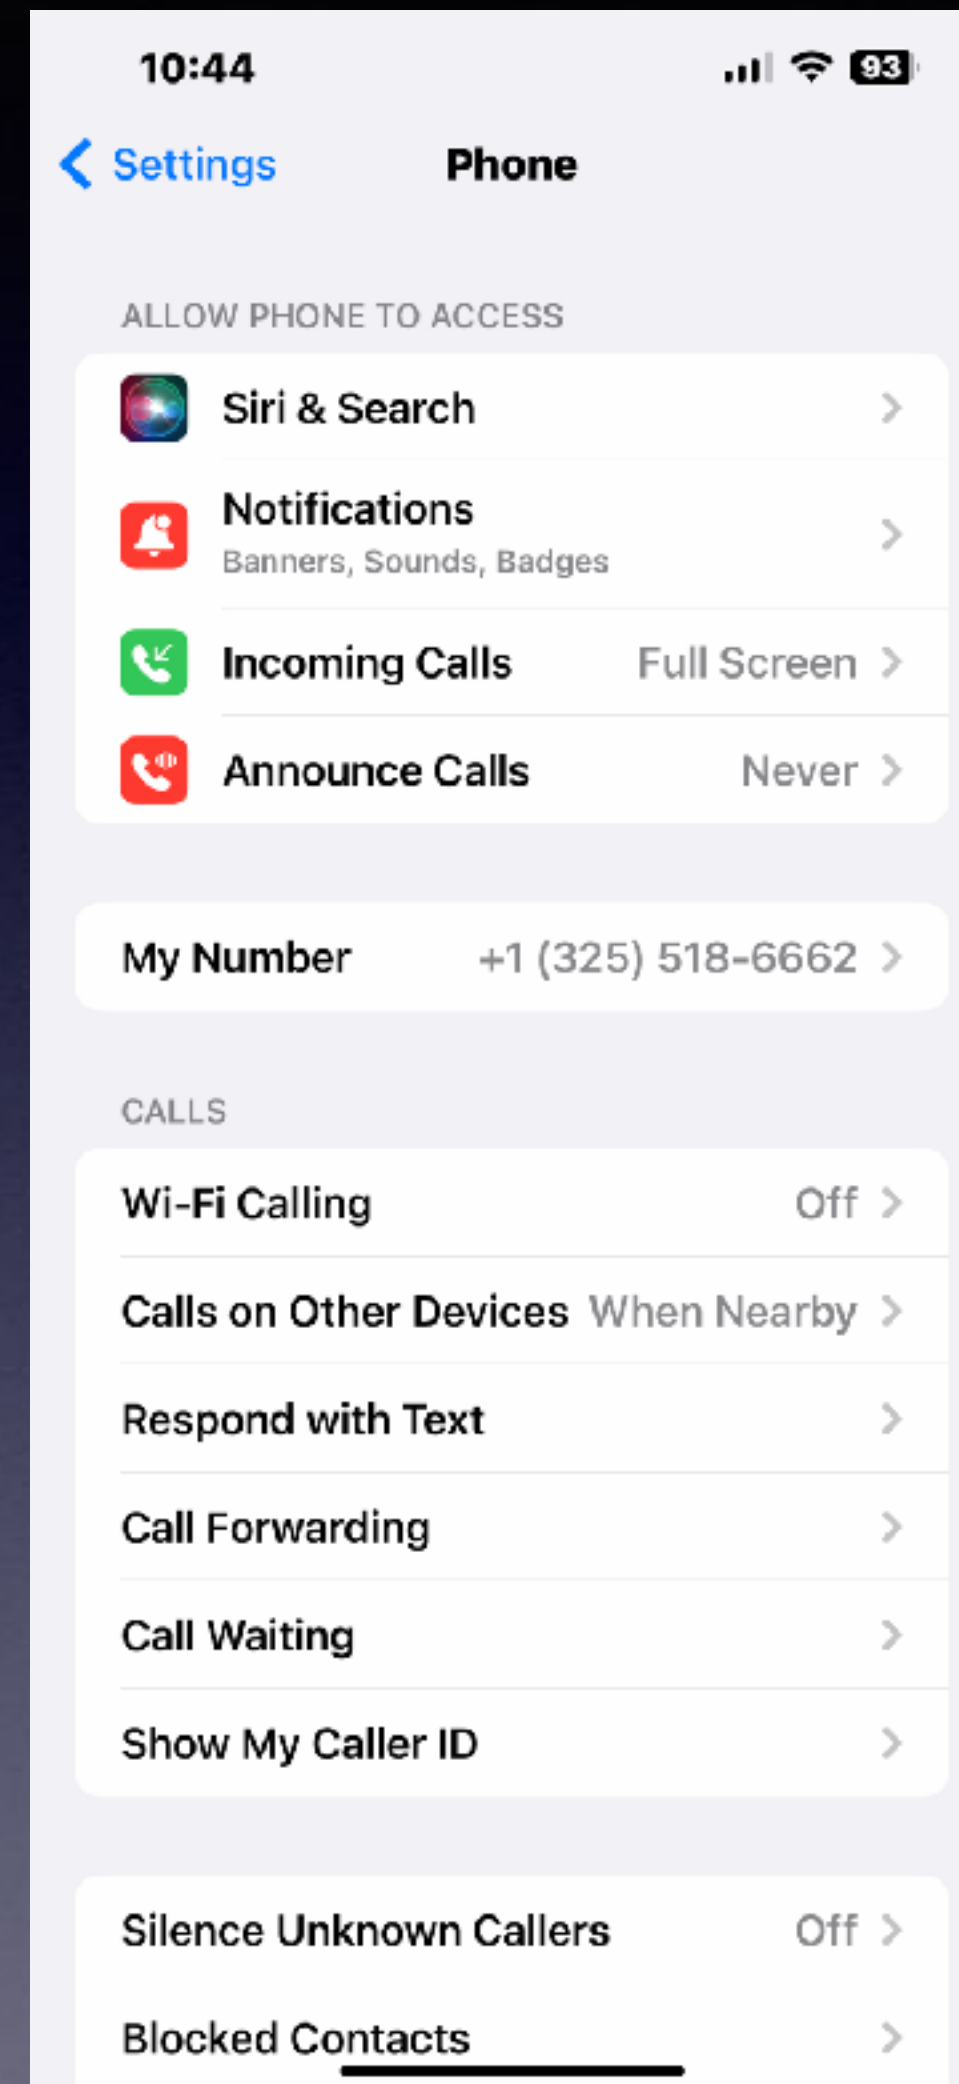 10:44
93
Settings
Phone
ALLOW PHONE TO ACCESS
Siri & Search
Notifications
Banners, Sounds, Badges
Incoming Calls Full Screen
Announce Calls Never
My Number +1 (325) 518-6662
CALLS
Wi-Fi Calling Off
Calls on Other Devices When Nearby
Respond with Text
Call Forwarding
Call Waiting
Show My Caller ID
Silence Unknown Callers Off
Blocked Contacts